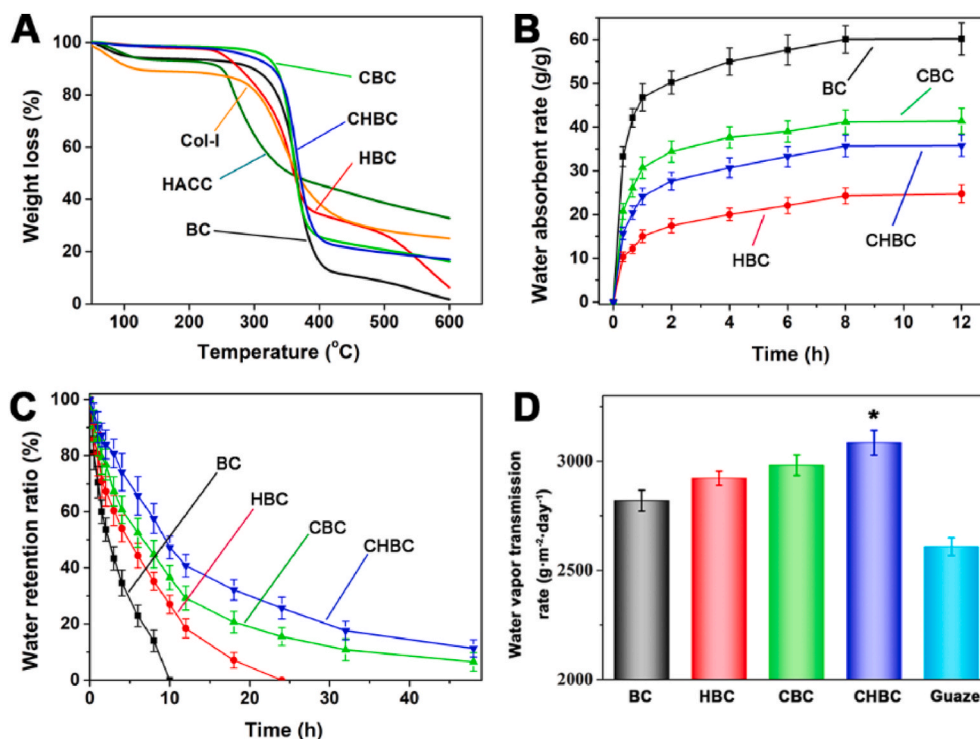 A
Weight loss (%)
100
80
60
40
20
0
CBC
CHBC
Col-I
HBC
HACC
BC
100
200
300
400
500
600
Temperature (°C)
B
Water absorbent rate (g/g)
60
50
40
30
20
10
0
BC
CBC
HBC
CHBC
0
2
4
6
8
10
12
Time (h)
C
Water retention ratio (%)
100
80
60
40
20
0
BC
HBC
CBC
CHBC
0
10
20
30
40
Time (h)
D
Water vapor transmission
rate (g·m⁻²·day⁻¹)
3000
2500
2000
*
BC
HBC
CBC
CHBC
Guaze